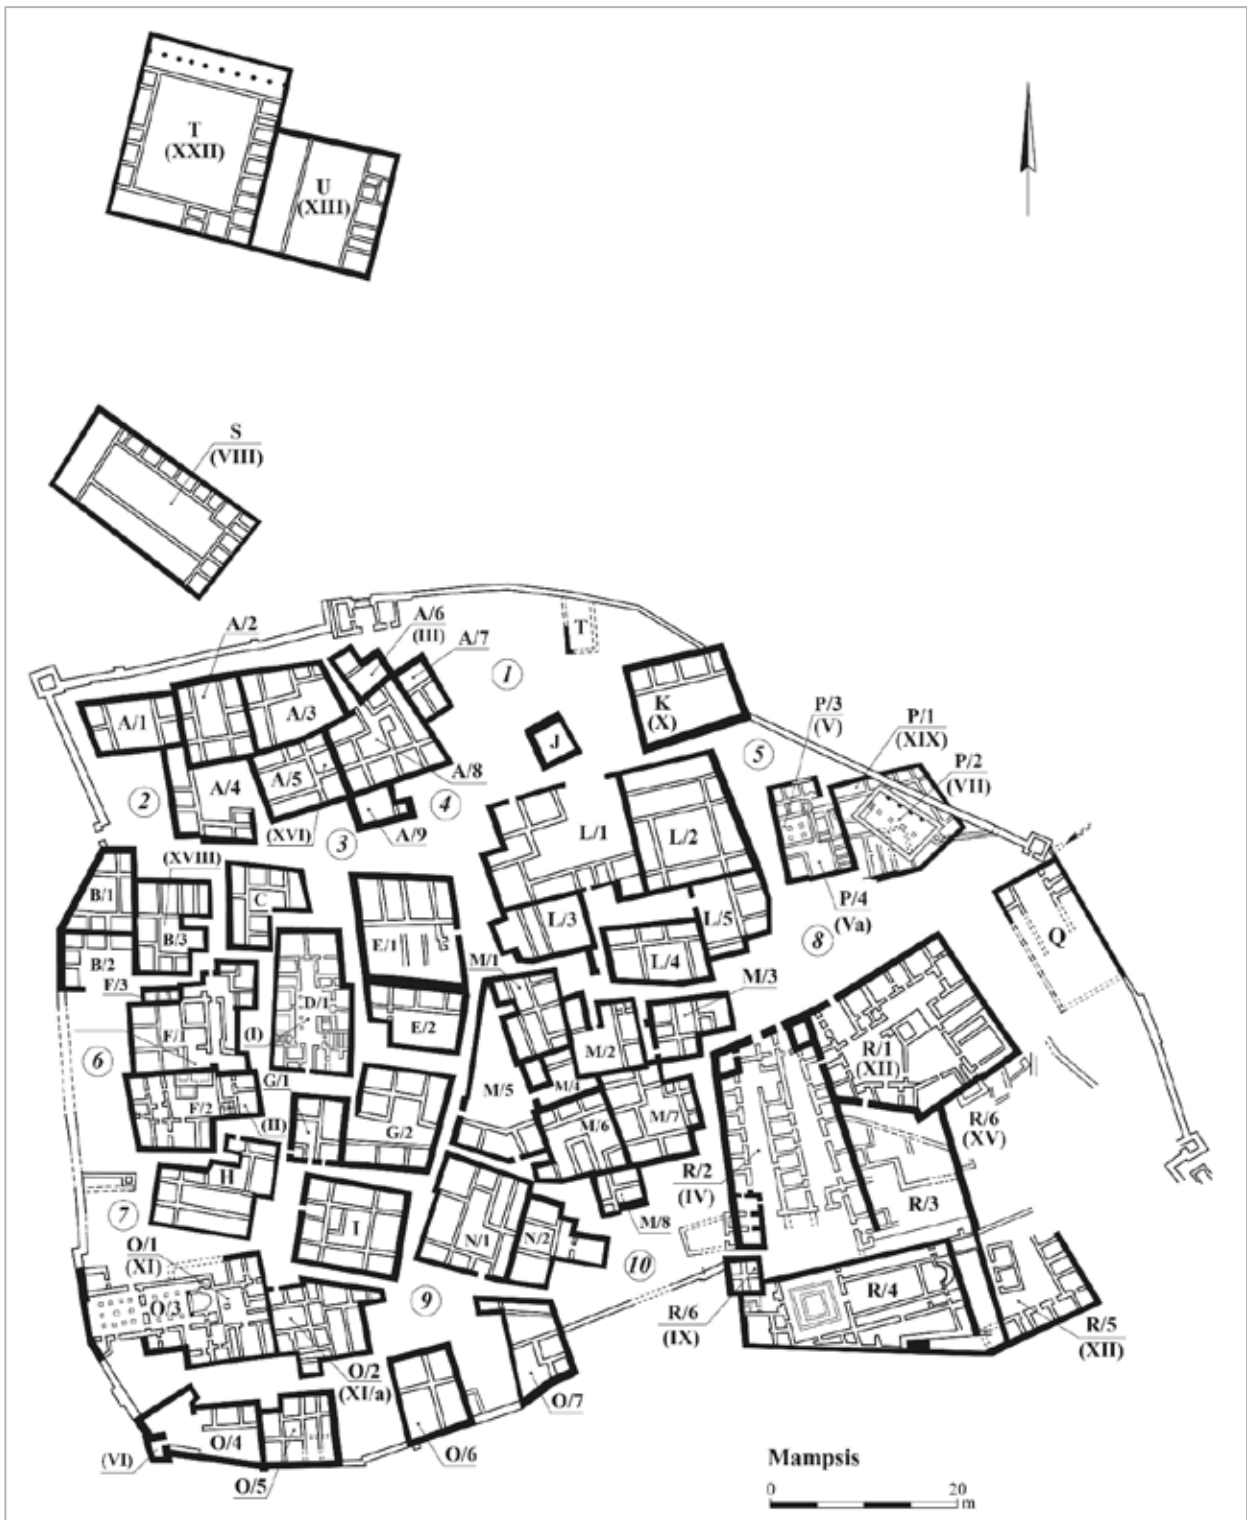 T
(XXII)
U
(XIII)
S
(VIII)
A/2
A/6
(III)
A/7
T
1
A/1
A/3
K
(X)
P/3
(V)
P/1
(XIX)
P/2
(VII)
J
5
A/4
A/5
A/8
2
4
(XVI)
3
A/9
L/1
L/2
(XVIII)
B/1
C
P/4
(Va)
B/3
E/1
L/3
L/5
8
Q
B/2
F/3
M/1
L/4
D/1
M/3
F/1
(I)
E/2
M/2
R/1
(XII)
6
G/1
M/5
M/4
F/2
(II)
G/2
M/6
M/7
R/6
(XV)
H
R/2
(IV)
R/3
7
I
N/1
N/2
M/8
O/1
(XI)
10
O/3
9
R/4
R/6
(IX)
R/5
(XII)
O/2
(XI/a)
O/7
O/4
(VI)
O/6
O/5
Mampsis
0
20
m